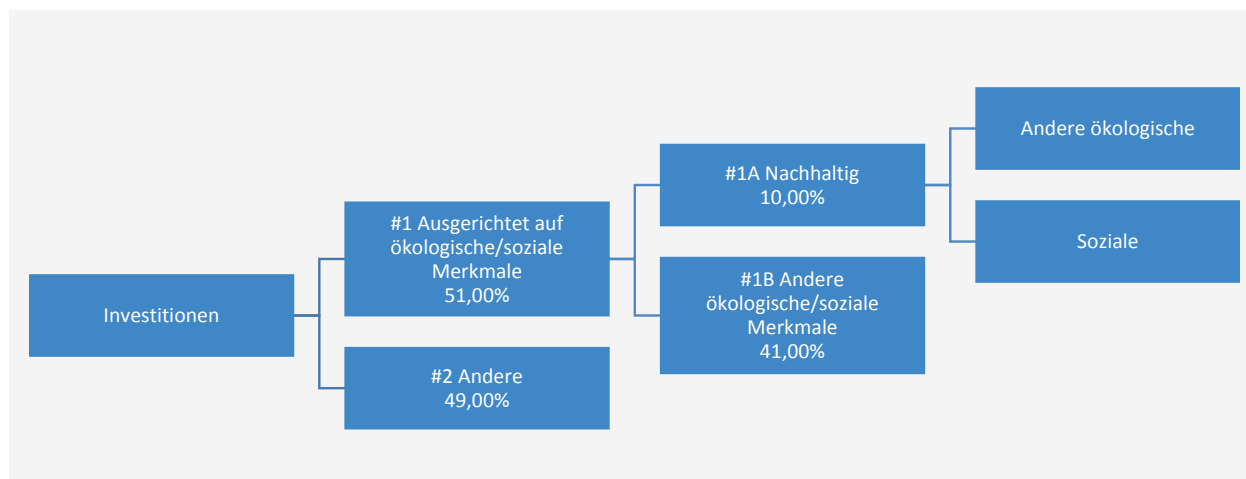 Investitionen
#1 Ausgerichtet auf
ökologische/soziale
Merkmale
51,00%
#2 Andere
49,00%
#1A Nachhaltig
10,00%
#1B Andere
ökologische/soziale
Merkmale
41,00%
Andere ökologische
Soziale